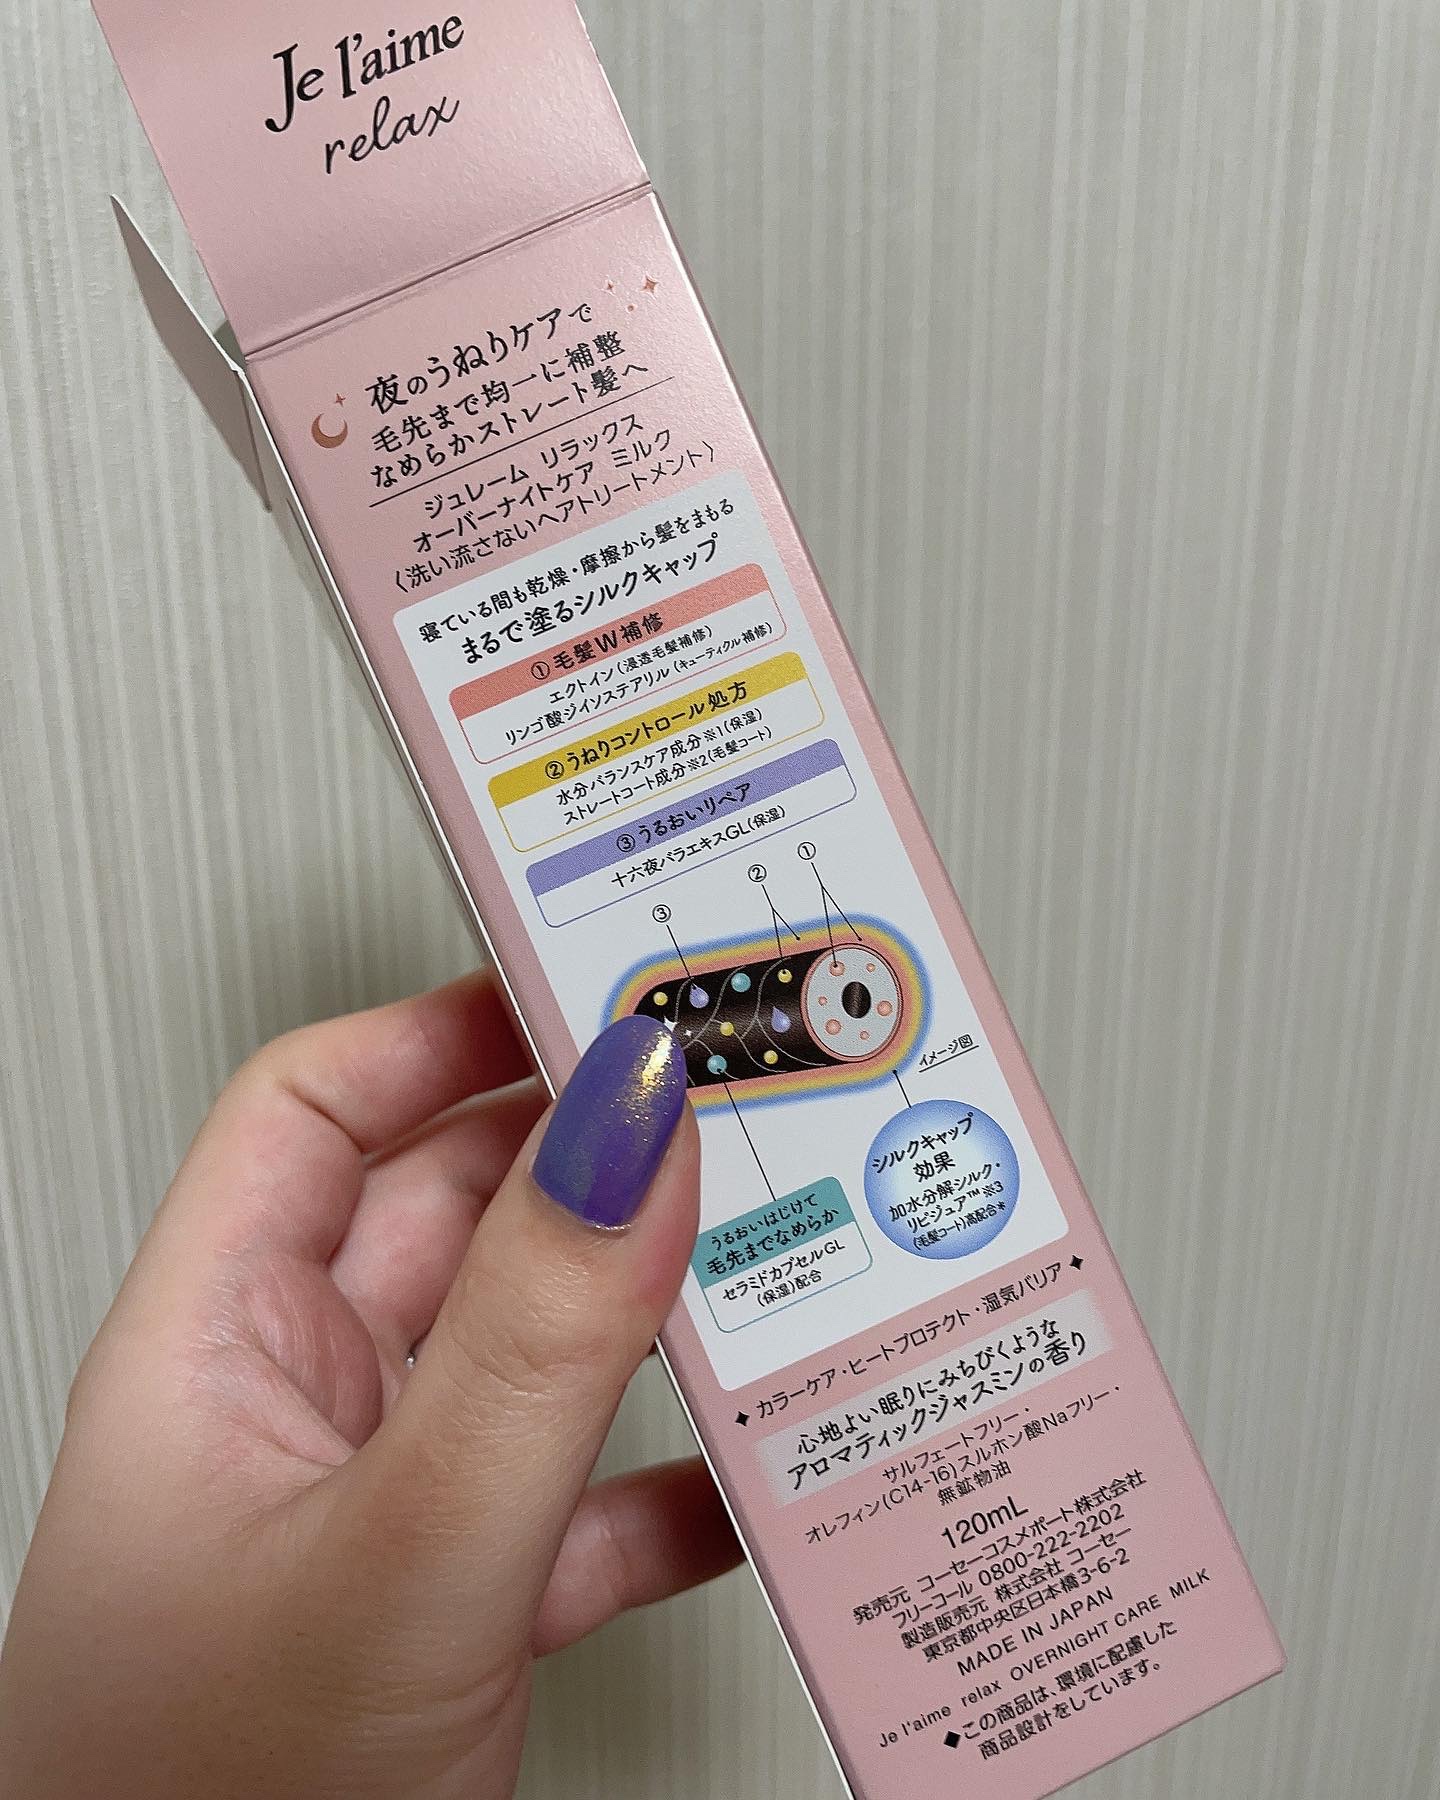 Je l'aime
relax
夜のうねりケアで
毛先まで均一に補整
なめらかストレート髪へ
ジュレーム リラックス
オーバーナイトケア ミルク
〈洗い流さないヘアトリートメント〉
寝ている間も乾燥・摩擦から髪をまもる
まるで塗るシルクキャップ
①毛髪W補修
エクトイン(浸透毛髪補修)
リンゴ酸ジイソステアリル(キューティクル補修)
②うねりコントロール処方
水分バランスケア成分※1(保湿)
ストレートコート成分※2(毛髪コート)
③うるおいリペア
十六夜バラエキスGL(保湿)
③
②
①
イメージ図
シルクキャップ
効果
加水分解シルク・
リピジュア™※3
(毛髪コート)高配合*
うるおいはじけて
毛先までなめらか
セラミドカプセルGL
(保湿)配合
◆カラーケア・ヒートプロテクト・湿気バリア◆
心地よい眠りにみちびくような
アロマティックジャスミンの香り
サルフェートフリー・
オレフィン(C14-16)スルホン酸Naフリー・
無鉱物油
120mL
発売元 コーセーコスメポート株式会社
フリーコール 0800-222-2202
製造販売元 株式会社 コーセー
東京都中央区日本橋3-6-2
MADE IN JAPAN
Je l'aime relax OVERNIGHT CARE MILK
◆この商品は、環境に配慮した
商品設計をしています。